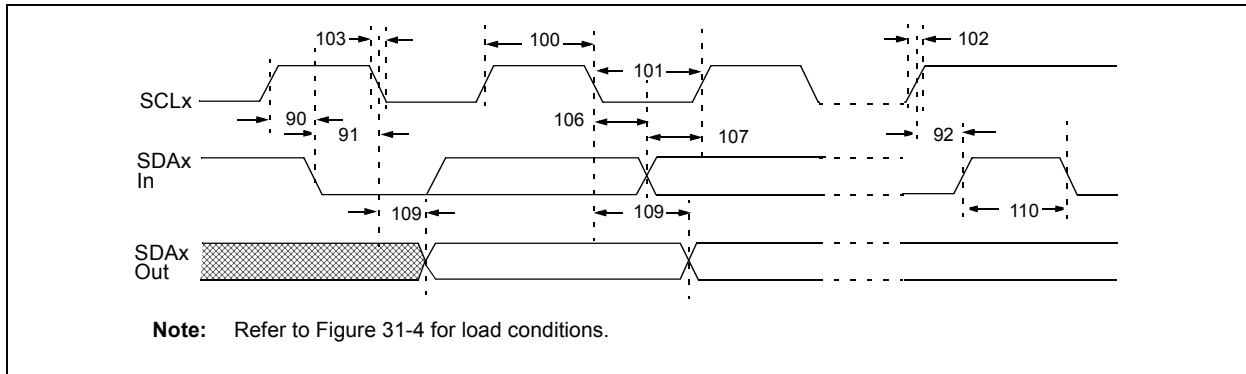 103
100
102
101
SCLx
90
91
106
107
92
SDAx
In
109
109
110
SDAx
Out
Note: Refer to Figure 31-4 for load conditions.